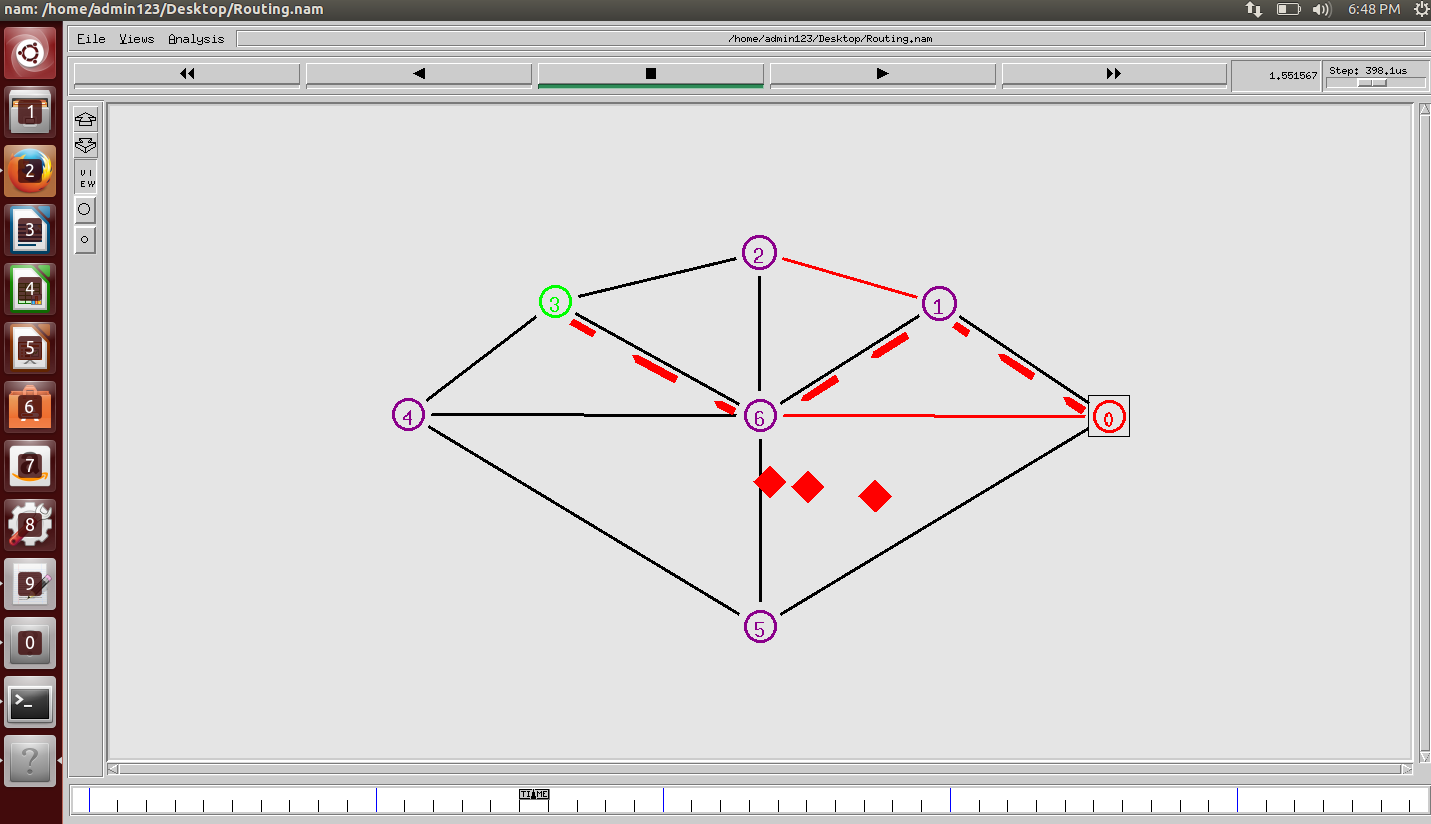 nam: /home/admin123/Desktop/Routing.nam
6:48 PM
File Views Analysis
/home/admin123/Desktop/Routing.nam
1.551567
Step: 398.1us
VI
EW
1
2
3
4
5
6
7
8
9
0
>_
?
2
3
1
4
6
0
5
TIME